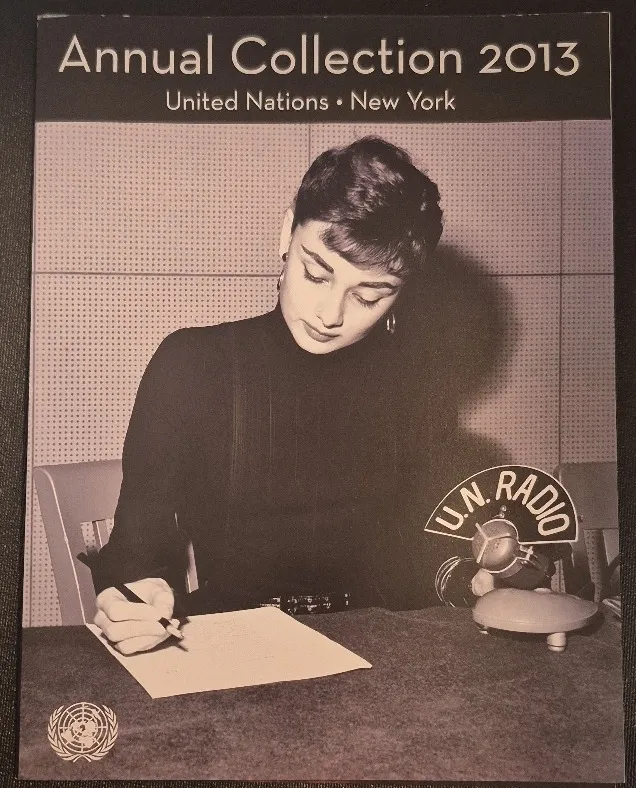 Annual Collection 2013
United Nations • New York
U.N. RADIO